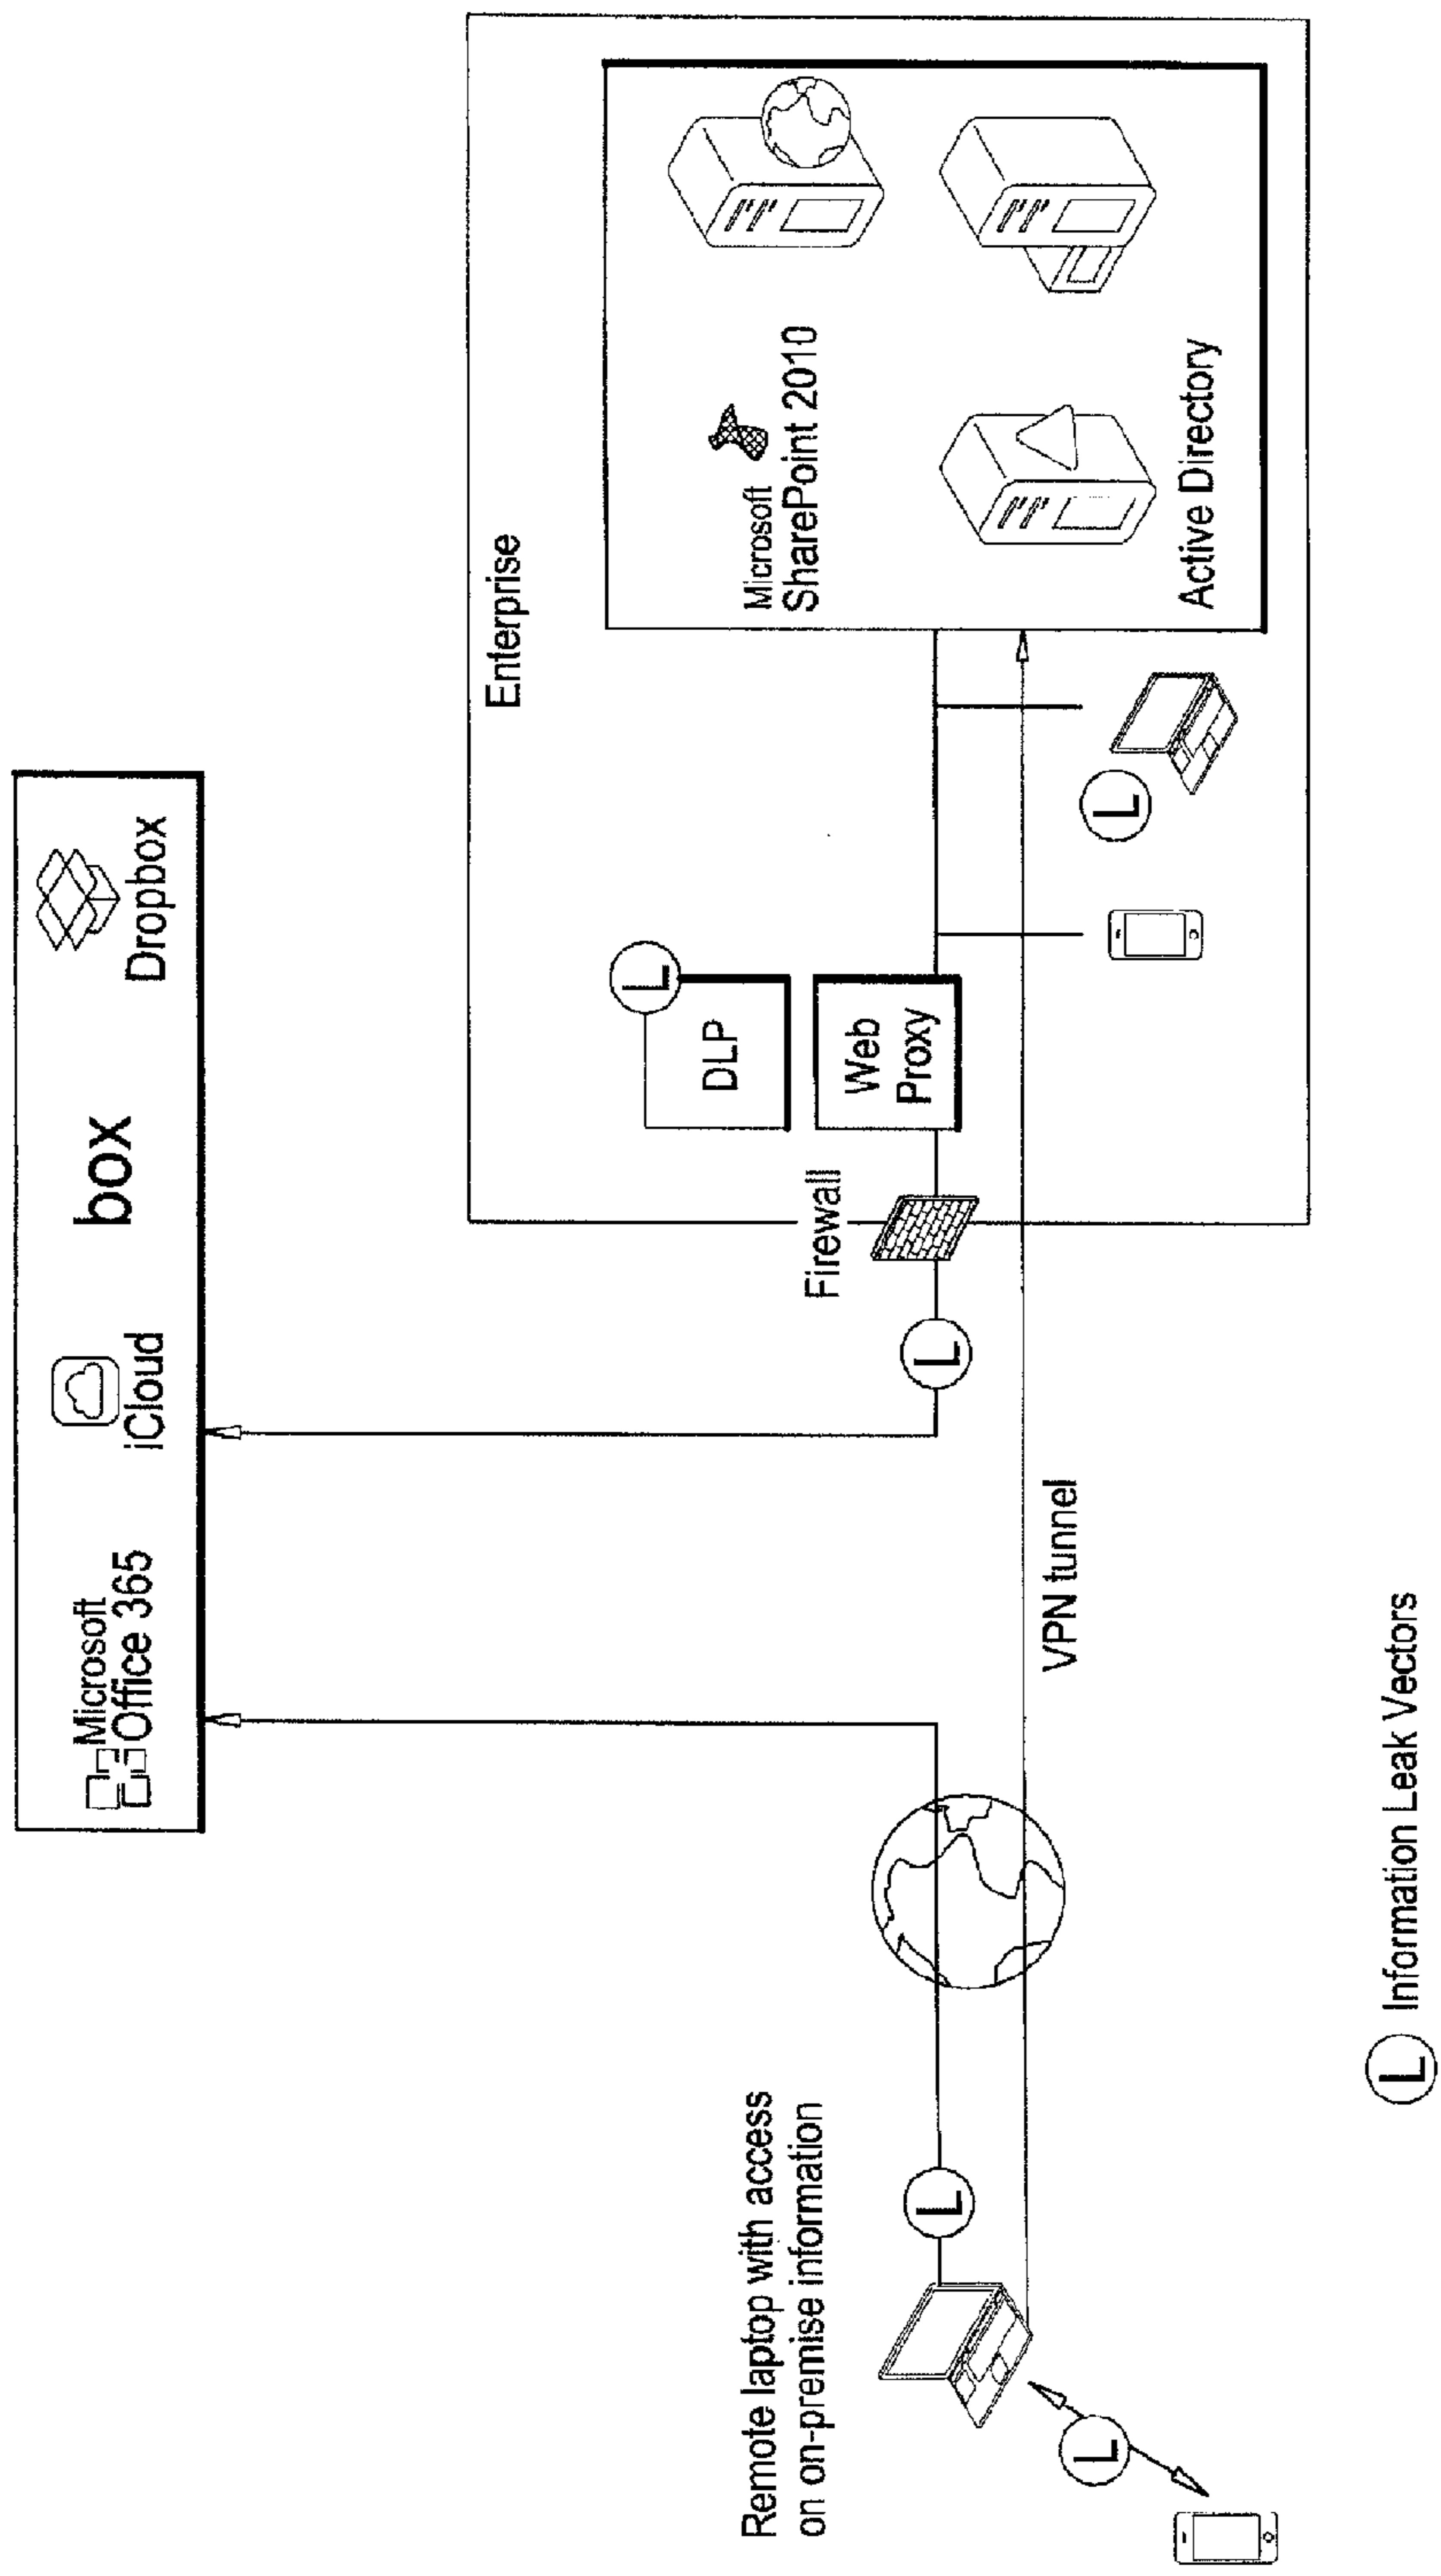 Microsoft
Office 365
iCloud
box
Dropbox
Enterprise
DLP
L
Web
Proxy
Firewall
L
Microsoft
SharePoint 2010
Active Directory
L
VPN tunnel
Remote laptop with access
on on-premise information
L
L
L Information Leak Vectors